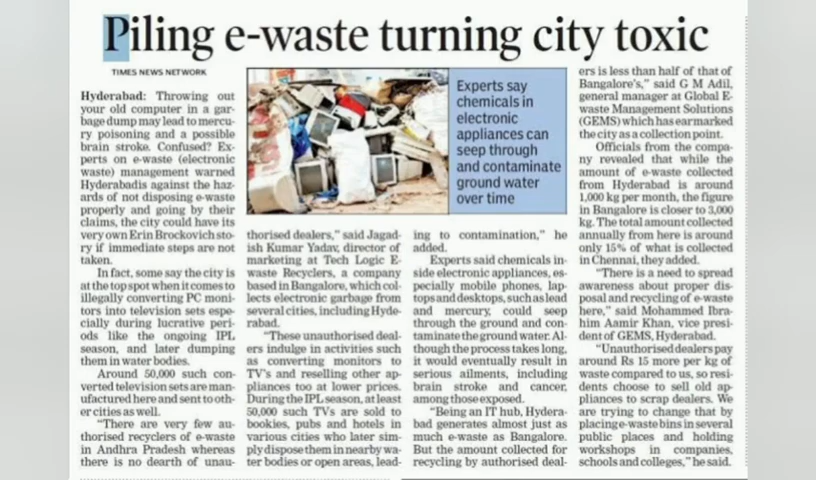 Piling e-waste turning city toxic
TIMES NEWS NETWORK
Hyderabad: Throwing out
your old computer in a gar-
bage dump may lead to mercu-
ry poisoning and a possible
brain stroke. Confused? Ex-
perts on e-waste (electronic
waste) management warned
Hyderabadis against the haz-
ards of not disposing e-waste
properly and going by their
claims, the city could have its
very own Erin Brockovich sto-
ry if immediate steps are not
taken.
In fact, some say the city is
at the top spot when it comes to
illegally converting PC moni-
tors into television sets espe-
cially during lucrative peri-
ods like the ongoing IPL
season, and later dumping
them in water bodies.
Around 50,000 such con-
verted television sets are man-
ufactured here and sent to oth-
er cities as well.
"There are very few au-
thorised recyclers of e-waste
in Andhra Pradesh whereas
there is no dearth of unau-
Experts say
chemicals in
electronic
appliances can
seep through
and contaminate
ground water
over time
thorised dealers," said Jagad-
ish Kumar Yadav, director of
marketing at Tech Logic E-
waste Recyclers, a company
based in Bangalore, which col-
lects electronic garbage from
several cities, including Hyde-
rabad.
"These unauthorised deal-
ers indulge in activities such
as converting monitors to
TV's and reselling other ap-
pliances too at lower prices.
During the IPL season, at least
50,000 such TVs are sold to
bookies, pubs and hotels in
various cities who later sim-
ply dispose them in nearby wa-
ter bodies or open areas, lead-
ing to contamination," he
added.
Experts said chemicals in-
side electronic appliances, es-
pecially mobile phones, lap-
tops and desktops, such as lead
and mercury, could seep
through the ground and con-
taminate the ground water. Al-
though the process takes long,
it would eventually result in
serious ailments, including
brain stroke and cancer,
among those exposed.
"Being an IT hub, Hydera-
bad generates almost just as
much e-waste as Bangalore.
But the amount collected for
recycling by authorised deal-
ers is less than half of that of
Bangalore's," said G M Adil,
general manager at Global E-
waste Management Solutions
(GEMS) which has earmarked
the city as a collection point.
Officials from the compa-
ny revealed that while the
amount of e-waste collected
from Hyderabad is around
1,000 kg per month, the figure
in Bangalore is closer to 3,000
kg. The total amount collected
annually from here is around
only 15% of what is collected
in Chennai, they added.
"There is a need to spread
awareness about proper dis-
posal and recycling of e-waste
here," said Mohammed Ibra-
him Aamir Khan, vice presi-
dent of GEMS, Hyderabad.
"Unauthorised dealers pay
around Rs 15 more per kg of
waste compared to us, so resi-
dents choose to sell old ap-
pliances to scrap dealers. We
are trying to change that by
placing e-waste bins in several
public places and holding
workshops in companies,
schools and colleges," he said.